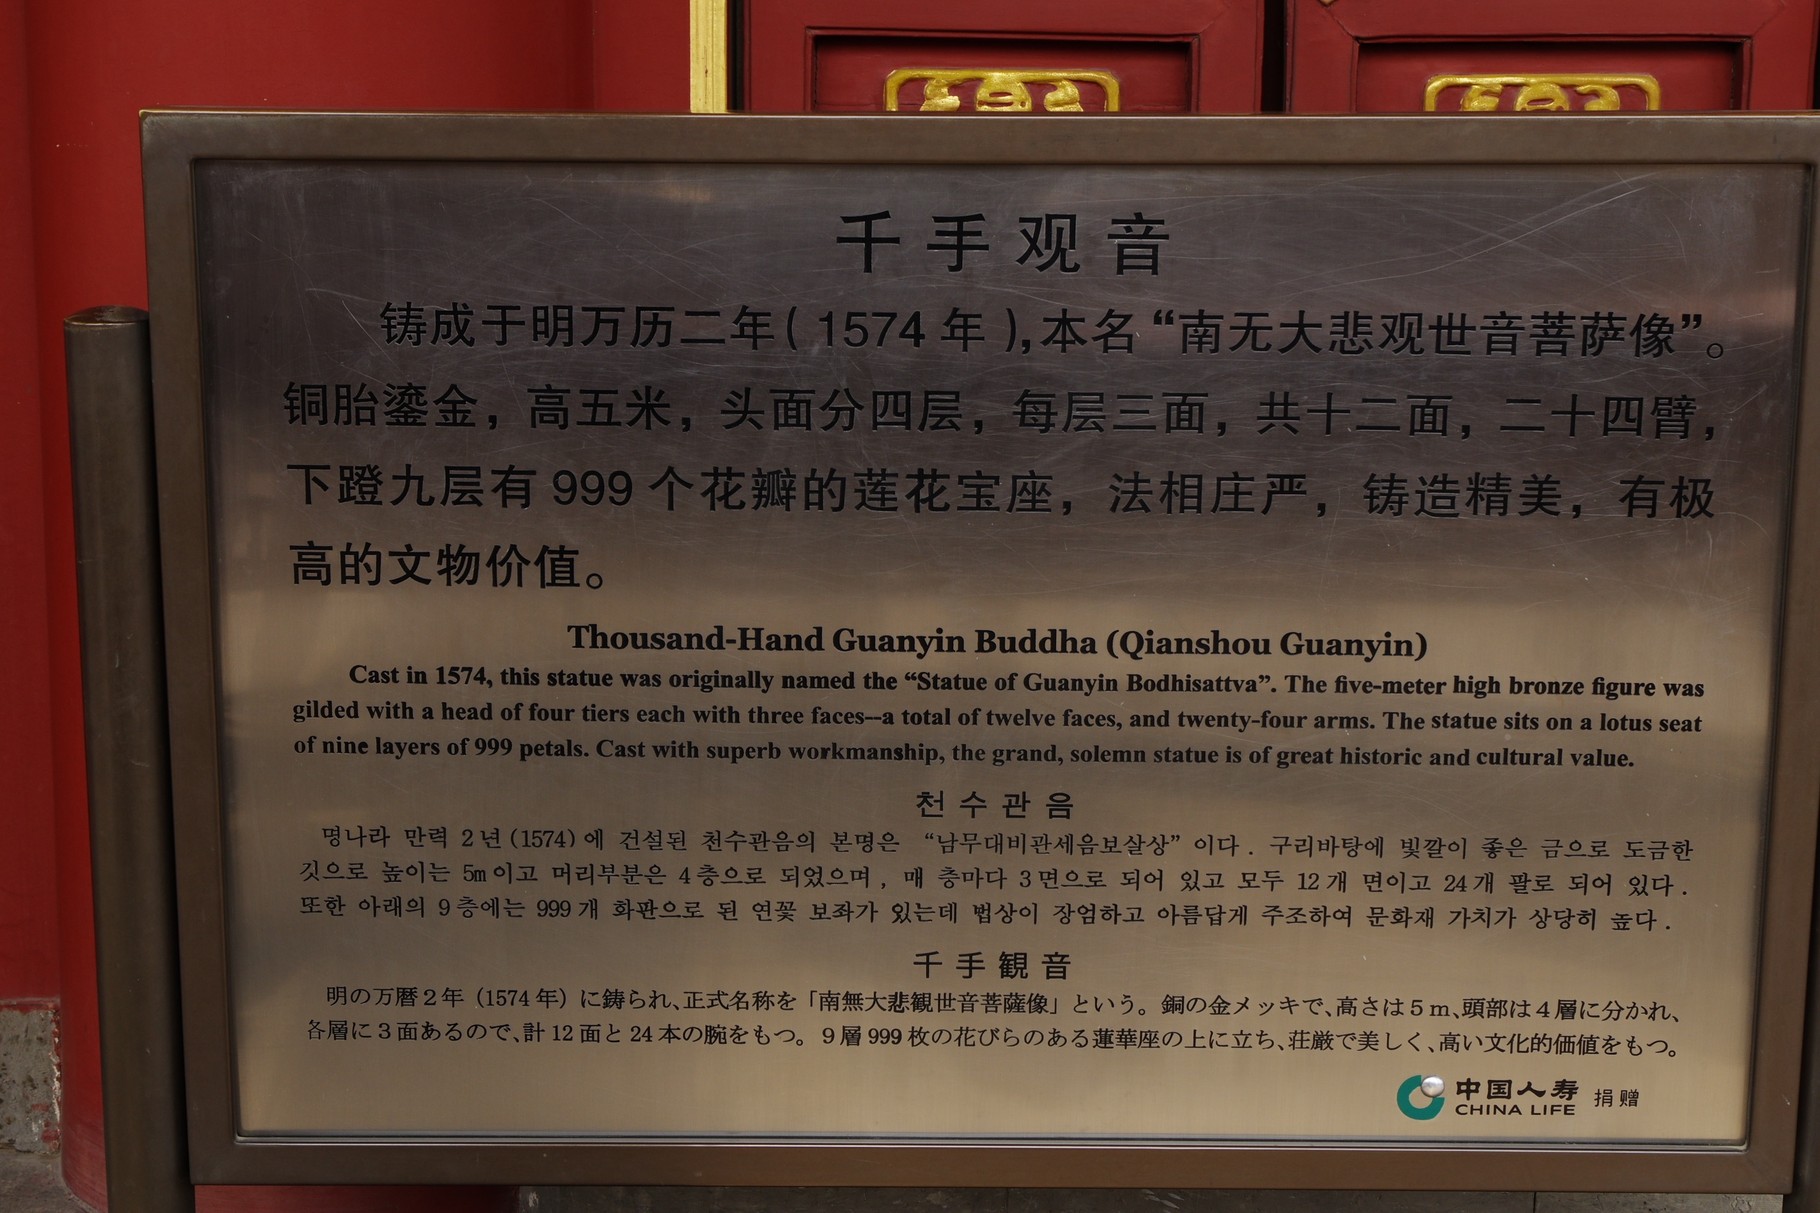 千手观音
铸成于明万历二年(1574年),本名“南无大悲观世音菩萨像”。
铜胎鎏金，高五米，头面分四层，每层三面，共十二面，二十四臂，
下蹬九层有999个花瓣的莲花宝座，法相庄严，铸造精美，有极
高的文物价值。
Thousand-Hand Guanyin Buddha (Qianshou Guanyin)
Cast in 1574, this statue was originally named the “Statue of Guanyin Bodhisattva”. The five-meter high bronze figure was
gilded with a head of four tiers each with three faces--a total of twelve faces, and twenty-four arms. The statue sits on a lotus seat
of nine layers of 999 petals. Cast with superb workmanship, the grand, solemn statue is of great historic and cultural value.
천수관음
명나라 만력 2년(1574)에 건설된 천수관음의 본명은 “남무대비관세음보살상”이다. 구리바탕에 빛깔이 좋은 금으로 도금한
깃으로 높이는 5m이고 머리부분은 4층으로 되었으며, 매 층마다 3면으로 되어 있고 모두 12개 면이고 24개 팔로 되어 있다.
또한 아래의 9층에는 999개 화판으로 된 연꽃 보좌가 있는데 법상이 장엄하고 아름답게 주조하여 문화재 가치가 상당히 높다.
千手観音
明の万暦2年（1574年）に鋳られ、正式名称を「南無大悲観世音菩薩像」という。銅の金メッキで、高さは5m、頭部は4層に分かれ、
各層に3面あるので、計12面と24本の腕をもつ。9層999枚の花びらのある蓮華座の上に立ち、荘厳で美しく、高い文化的価値をもつ。
中国人寿 捐赠
CHINA LIFE